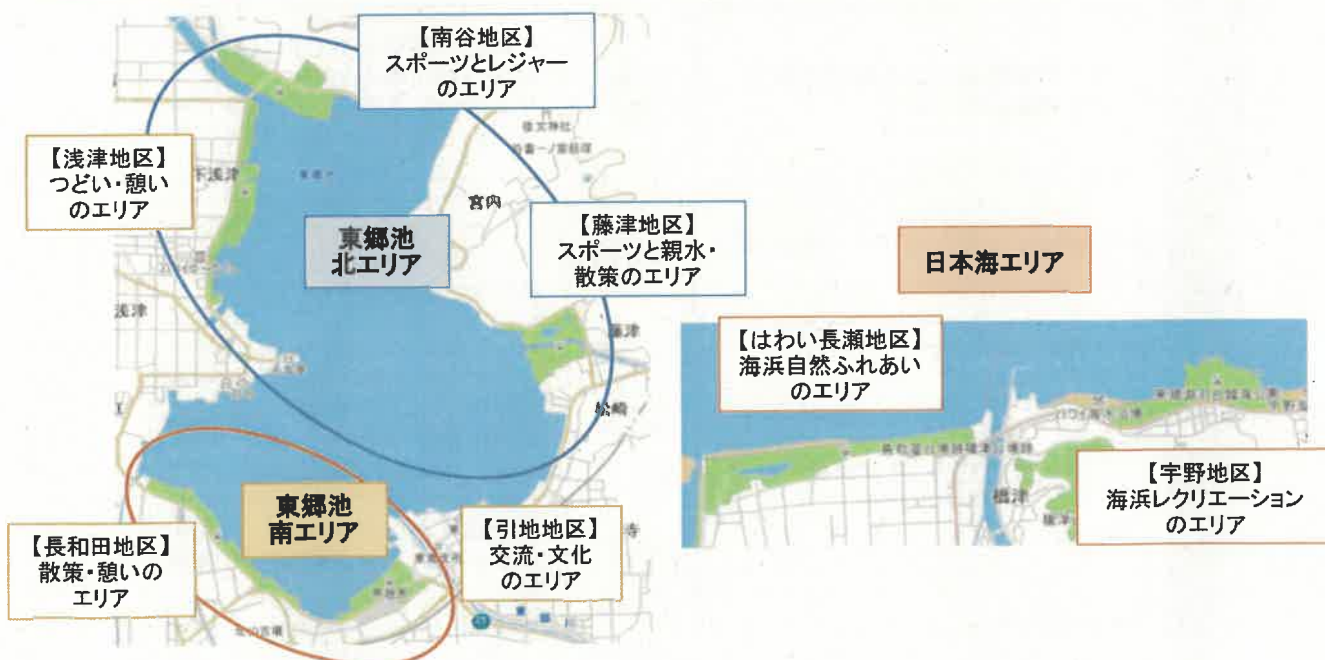 【南谷地区】
スポーツとレジャー
のエリア
【浅津地区】
つどい・憩い
のエリア
下浅津
宮内
東郷池
北エリア
【藤津地区】
スポーツと親水・
散策のエリア
浅津
藤津
松崎
東郷池
南エリア
【長和田地区】
散策・憩いの
エリア
【引地地区】
交流・文化
のエリア
寺
日本海エリア
【はわい長瀬地区】
海浜自然ふれあい
のエリア
橋津
【宇野地区】
海浜レクリエーション
のエリア